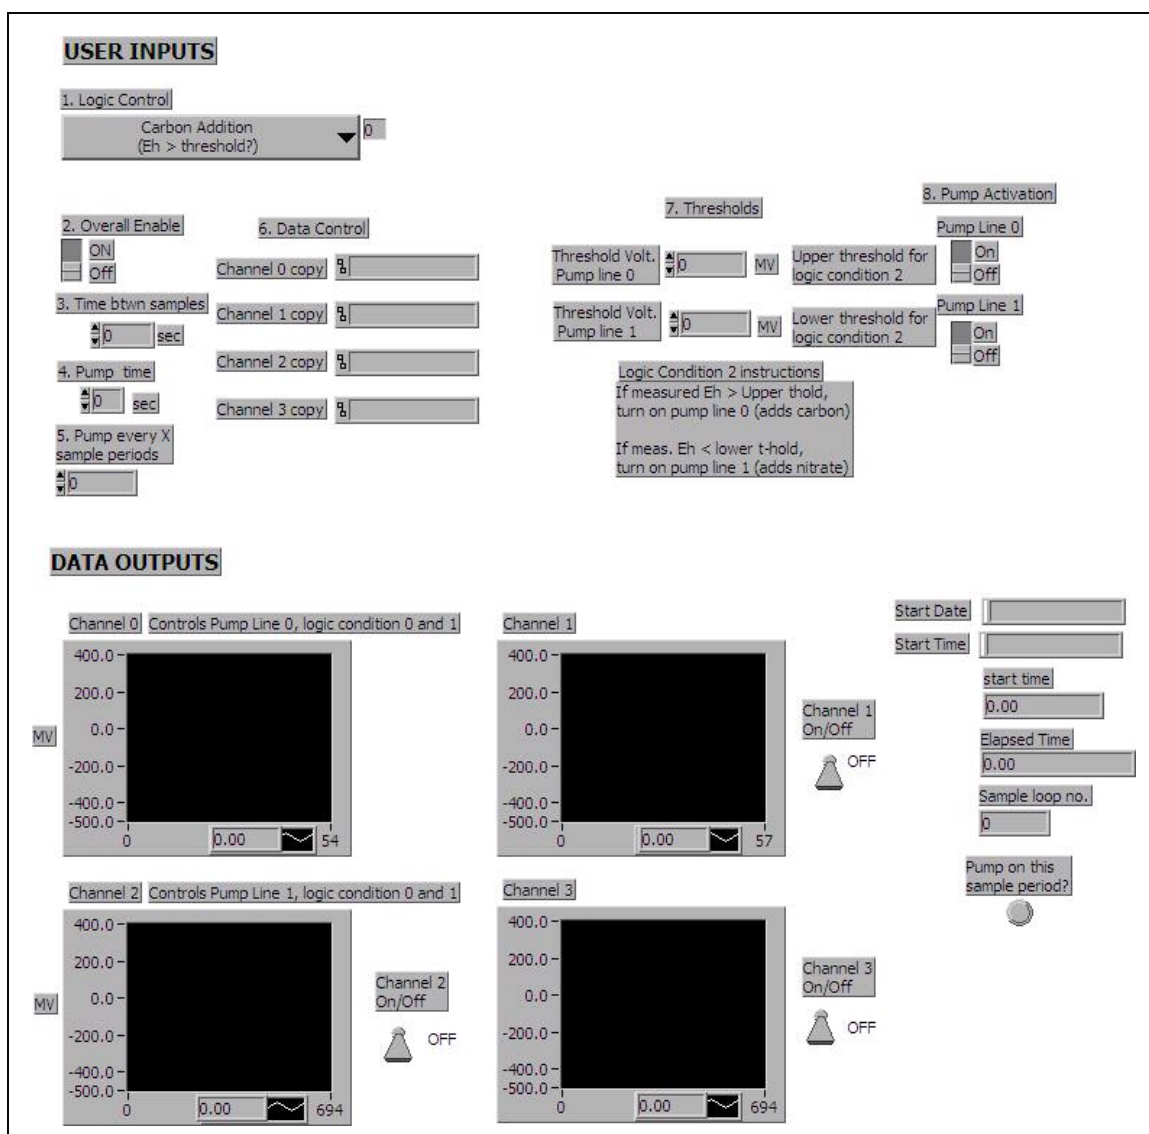 USER INPUTS
1. Logic Control
Carbon Addition
(Eh > threshold?)
0
2. Overall Enable
ON
Off
3. Time btwn samples
0
sec
4. Pump time
0
sec
5. Pump every X
sample periods
0
6. Data Control
Channel 0 copy
Channel 1 copy
Channel 2 copy
Channel 3 copy
7. Thresholds
Threshold Volt.
Pump line 0
0
MV
Upper threshold for
logic condition 2
Threshold Volt.
Pump line 1
0
MV
Lower threshold for
logic condition 2
Logic Condition 2 instructions
If measured Eh > Upper thold,
turn on pump line 0 (adds carbon)
If meas. Eh < lower t-hold,
turn on pump line 1 (adds nitrate)
8. Pump Activation
Pump Line 0
On
Off
Pump Line 1
On
Off
DATA OUTPUTS
Channel 0 Controls Pump Line 0, logic condition 0 and 1
MV
400.0
200.0
0.0
-200.0
-400.0
-500.0
0
0.00
54
Channel 1
400.0
200.0
0.0
-200.0
-400.0
-500.0
0
0.00
57
Channel 1
On/Off
OFF
Start Date
Start Time
start time
0.00
Elapsed Time
0.00
Sample loop no.
0
Pump on this
sample period?
Channel 2 Controls Pump Line 1, logic condition 0 and 1
MV
400.0
200.0
0.0
-200.0
-400.0
-500.0
0
0.00
694
Channel 2
On/Off
OFF
Channel 3
400.0
200.0
0.0
-200.0
-400.0
-500.0
0
0.00
694
Channel 3
On/Off
OFF